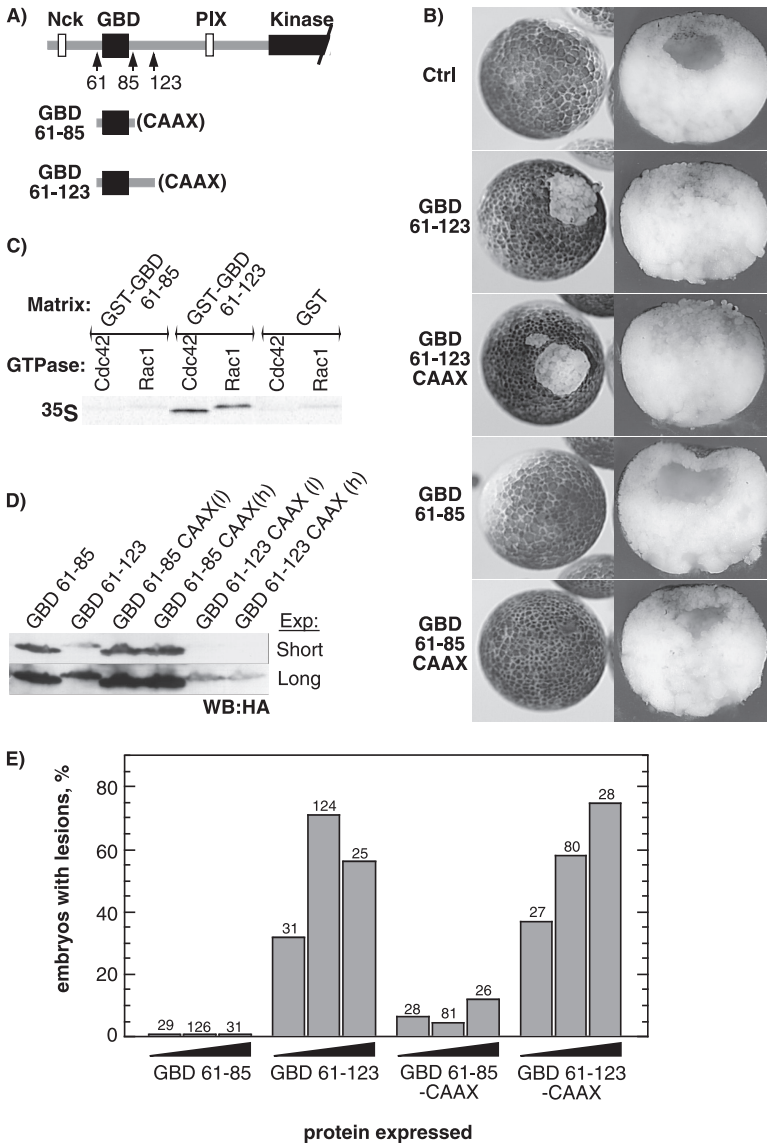 A)
Nck GBD PIX Kinase
61 85 123
GBD
61-85
(CAAX)
GBD
61-123
(CAAX)
B)
Ctrl
GBD
61-123
GBD
61-123
CAAX
GBD
61-85
GBD
61-85
CAAX
C)
Matrix:
GST-GBD
61-85
GST-GBD
61-123
GST
GTPase:
Cdc42
Rac1
Cdc42
Rac1
Cdc42
Rac1
35S
D)
GBD 61-85
GBD 61-123
GBD 61-85 CAAX(l)
GBD 61-85 CAAX(h)
GBD 61-123 CAAX (l)
GBD 61-123 CAAX (h)
Exp:
Short
Long
WB:HA
E)
embryos with lesions, %
80
60
40
20
0
29 126 31
31 124 25
28 81 26
27 80 28
GBD 61-85
GBD 61-123
GBD 61-85
-CAAX
GBD 61-123
-CAAX
protein expressed